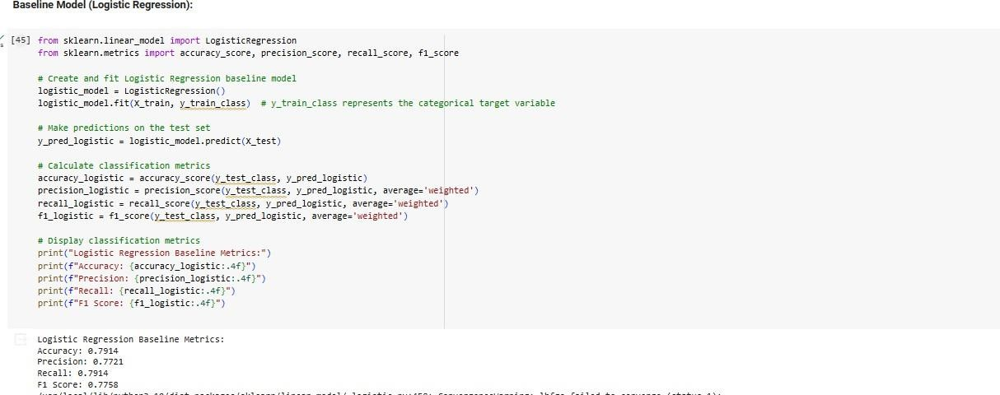 Baseline Model (Logistic Regression):
[45] from sklearn.linear_model import LogisticRegression
from sklearn.metrics import accuracy_score, precision_score, recall_score, f1_score
# Create and fit Logistic Regression baseline model
logistic_model = LogisticRegression()
logistic_model.fit(X_train, y_train_class)  # y_train_class represents the categorical target variable
# Make predictions on the test set
y_pred_logistic = logistic_model.predict(X_test)
# Calculate classification metrics
accuracy_logistic = accuracy_score(y_test_class, y_pred_logistic)
precision_logistic = precision_score(y_test_class, y_pred_logistic, average='weighted')
recall_logistic = recall_score(y_test_class, y_pred_logistic, average='weighted')
f1_logistic = f1_score(y_test_class, y_pred_logistic, average='weighted')
# Display classification metrics
print("Logistic Regression Baseline Metrics:")
print(f"Accuracy: {accuracy_logistic:.4f}")
print(f"Precision: {precision_logistic:.4f}")
print(f"Recall: {recall_logistic:.4f}")
print(f"F1 Score: {f1_logistic:.4f}")
Logistic Regression Baseline Metrics:
Accuracy: 0.7914
Precision: 0.7721
Recall: 0.7914
F1 Score: 0.7758